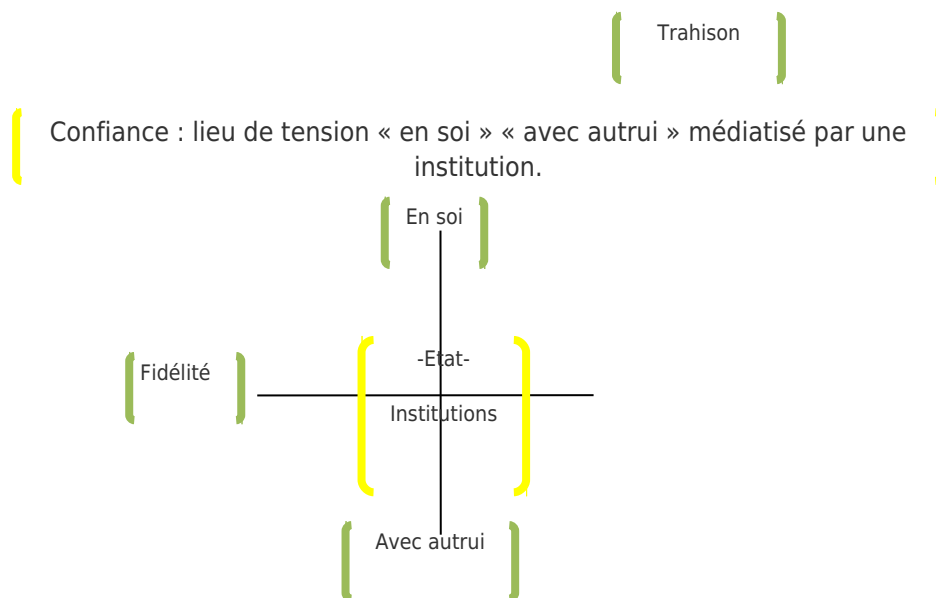 Trahison
Confiance : lieu de tension « en soi » « avec autrui » médiatisé par une
institution.
En soi
-Etat-
Fidélité
Institutions
Avec autrui